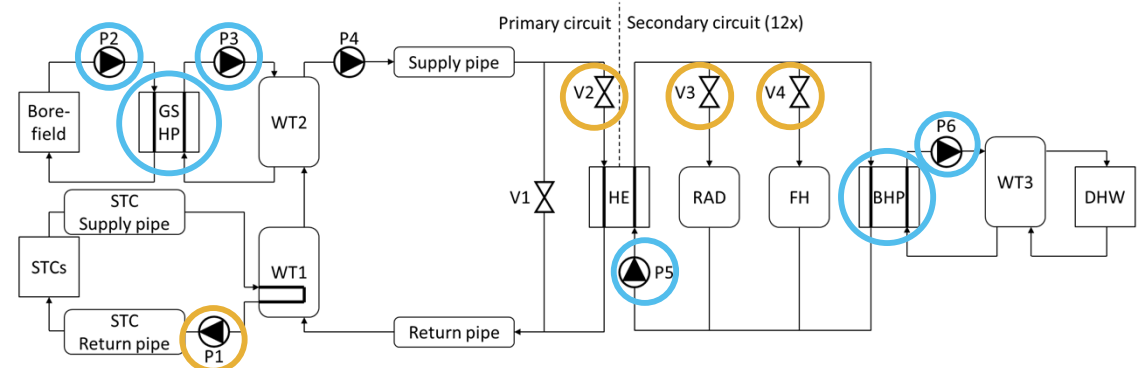 Primary circuit
Secondary circuit (12x)
P2
P3
P4
Supply pipe
V2
V3
V4
Bore-
field
GS
HP
WT2
P6
STC
Supply pipe
V1
HE
RAD
FH
BHP
WT3
DHW
STCs
WT1
P5
STC
Return pipe
P1
Return pipe